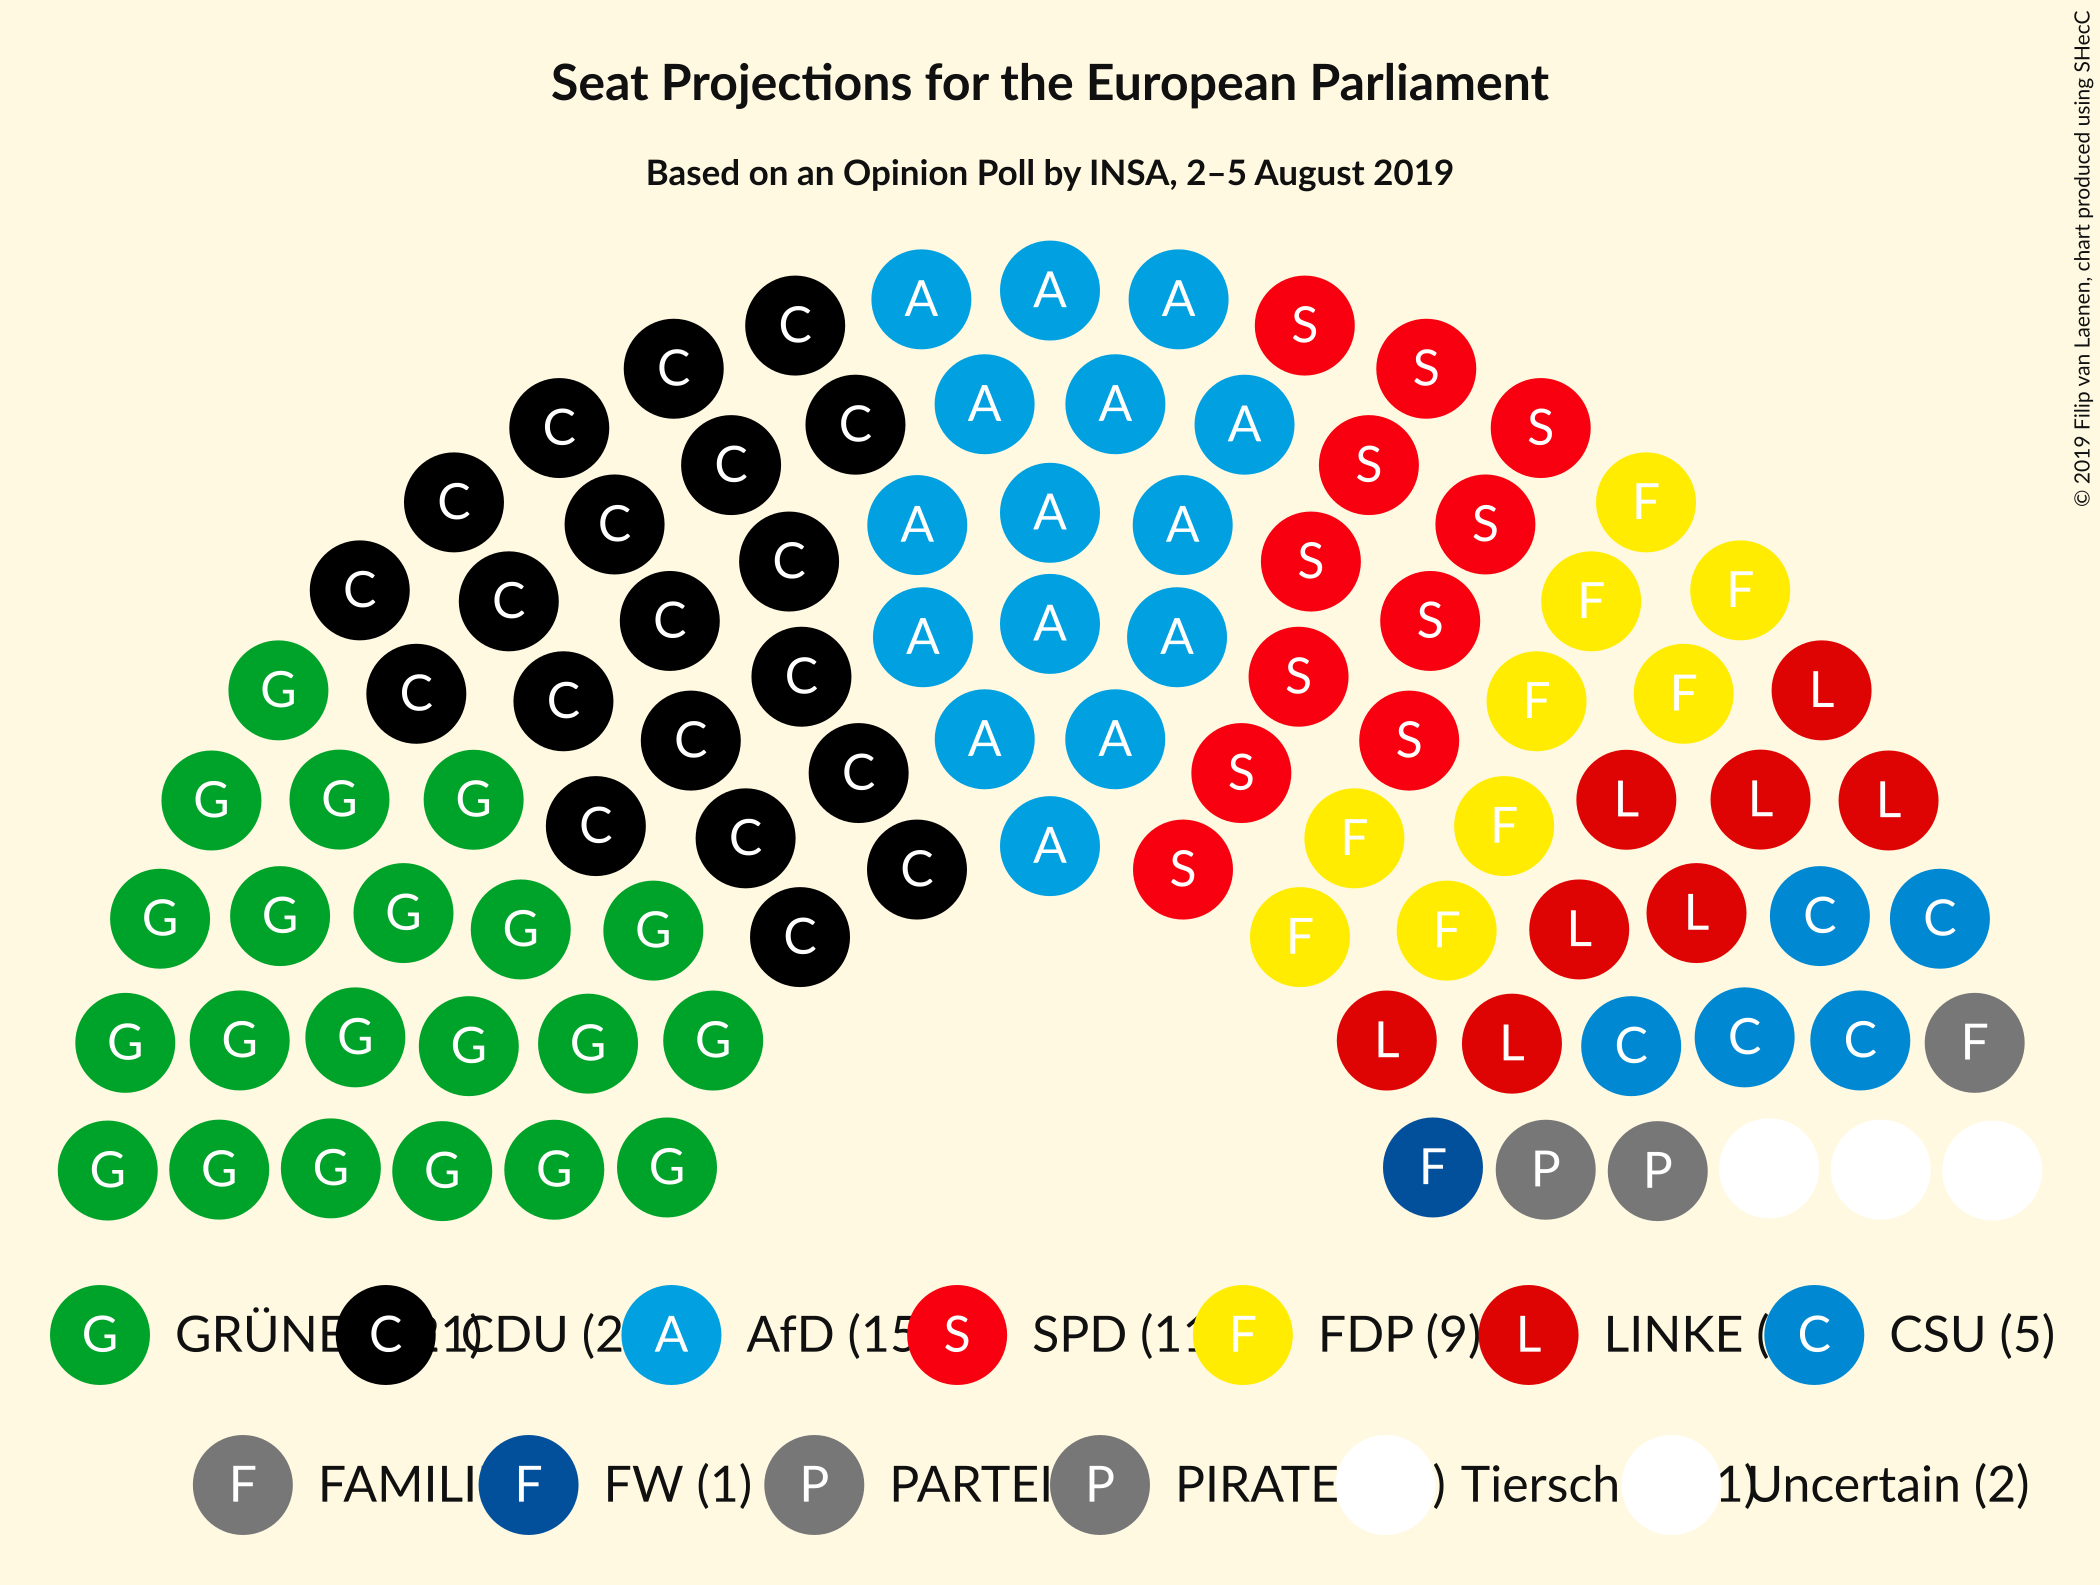 Seat Projections for the European Parliament
Based on an Opinion Poll by INSA, 2–5 August 2019
© 2019 Filip van Laenen, chart produced using SHecC
A A A
C C S S
A A A
C C S S
C C S S
C C A A A S F
C C S F
C C A A A S F
G C C C C S S F F L
C A A S
G G G C C A F F L L L
C S
G G G G G C F F L L C C
G G G G G G L L C C C F
G G G G G G F P P
G GRÜNE 1) C CDU (2 A AfD (15 S SPD (11 F FDP (9) L LINKE ( C CSU (5)
F FAMILI F FW (1) P PARTEI P PIRATE ) Tiersch 1) Uncertain (2)